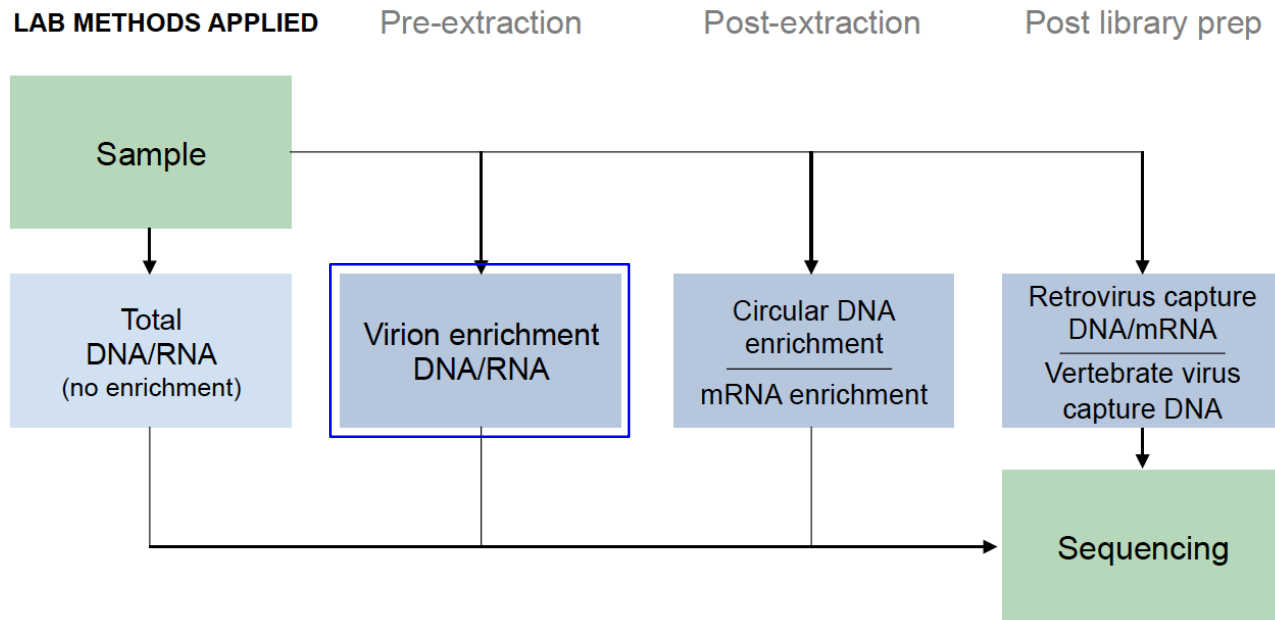 LAB METHODS APPLIED
Pre-extraction
Post-extraction
Post library prep
Sample
Total
DNA/RNA
(no enrichment)
Virion enrichment
DNA/RNA
Circular DNA
enrichment
mRNA enrichment
Retrovirus capture
DNA/mRNA
Vertebrate virus
capture DNA
Sequencing